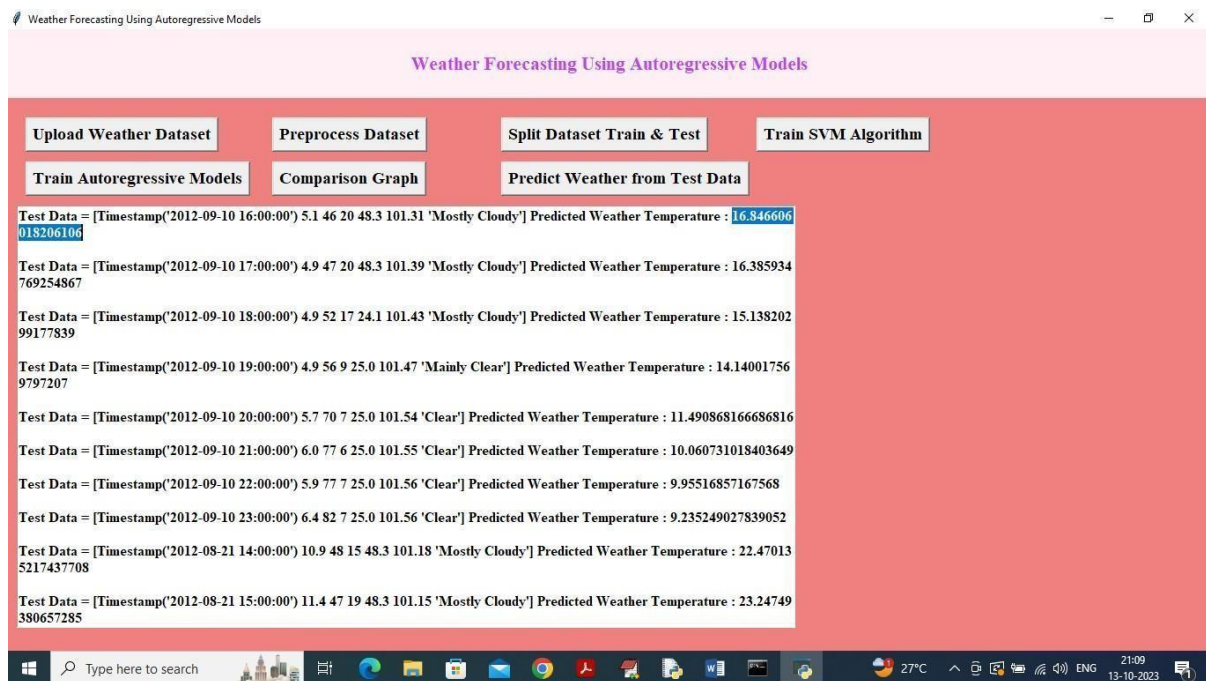 Weather Forecasting Using Autoregressive Models
Weather Forecasting Using Autoregressive Models
Upload Weather Dataset
Preprocess Dataset
Split Dataset Train & Test
Train SVM Algorithm
Train Autoregressive Models
Comparison Graph
Predict Weather from Test Data
Test Data = [Timestamp('2012-09-10 16:00:00') 5.1 46 20 48.3 101.31 'Mostly Cloudy'] Predicted Weather Temperature : 16.846606
018206106
Test Data = [Timestamp('2012-09-10 17:00:00') 4.9 47 20 48.3 101.39 'Mostly Cloudy'] Predicted Weather Temperature : 16.385934
769254867
Test Data = [Timestamp('2012-09-10 18:00:00') 4.9 52 17 24.1 101.43 'Mostly Cloudy'] Predicted Weather Temperature : 15.138202
99177839
Test Data = [Timestamp('2012-09-10 19:00:00') 4.9 56 9 25.0 101.47 'Mainly Clear'] Predicted Weather Temperature : 14.14001756
9797207
Test Data = [Timestamp('2012-09-10 20:00:00') 5.7 70 7 25.0 101.54 'Clear'] Predicted Weather Temperature : 11.490868166686816
Test Data = [Timestamp('2012-09-10 21:00:00') 6.0 77 6 25.0 101.55 'Clear'] Predicted Weather Temperature : 10.060731018403649
Test Data = [Timestamp('2012-09-10 22:00:00') 5.9 77 7 25.0 101.56 'Clear'] Predicted Weather Temperature : 9.95516857167568
Test Data = [Timestamp('2012-09-10 23:00:00') 6.4 82 7 25.0 101.56 'Clear'] Predicted Weather Temperature : 9.235249027839052
Test Data = [Timestamp('2012-08-21 14:00:00') 10.9 48 15 48.3 101.18 'Mostly Cloudy'] Predicted Weather Temperature : 22.47013
5217437708
Test Data = [Timestamp('2012-08-21 15:00:00') 11.4 47 19 48.3 101.15 'Mostly Cloudy'] Predicted Weather Temperature : 23.24749
380657285
Type here to search
27°C
ENG
21:09
13-10-2023